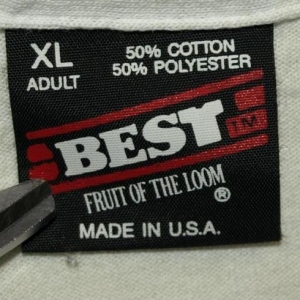 XL
ADULT
50% COTTON
50% POLYESTER
BEST TM
FRUIT OF THE LOOM ®
MADE IN U.S.A.